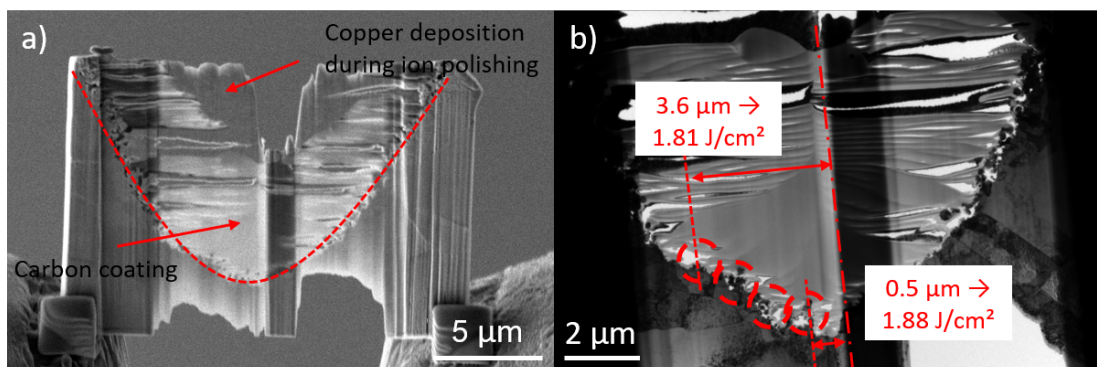 a)
Copper deposition
during ion polishing
Carbon coating
5 μm
b)
3.6 μm →
1.81 J/cm²
0.5 μm →
1.88 J/cm²
2 μm